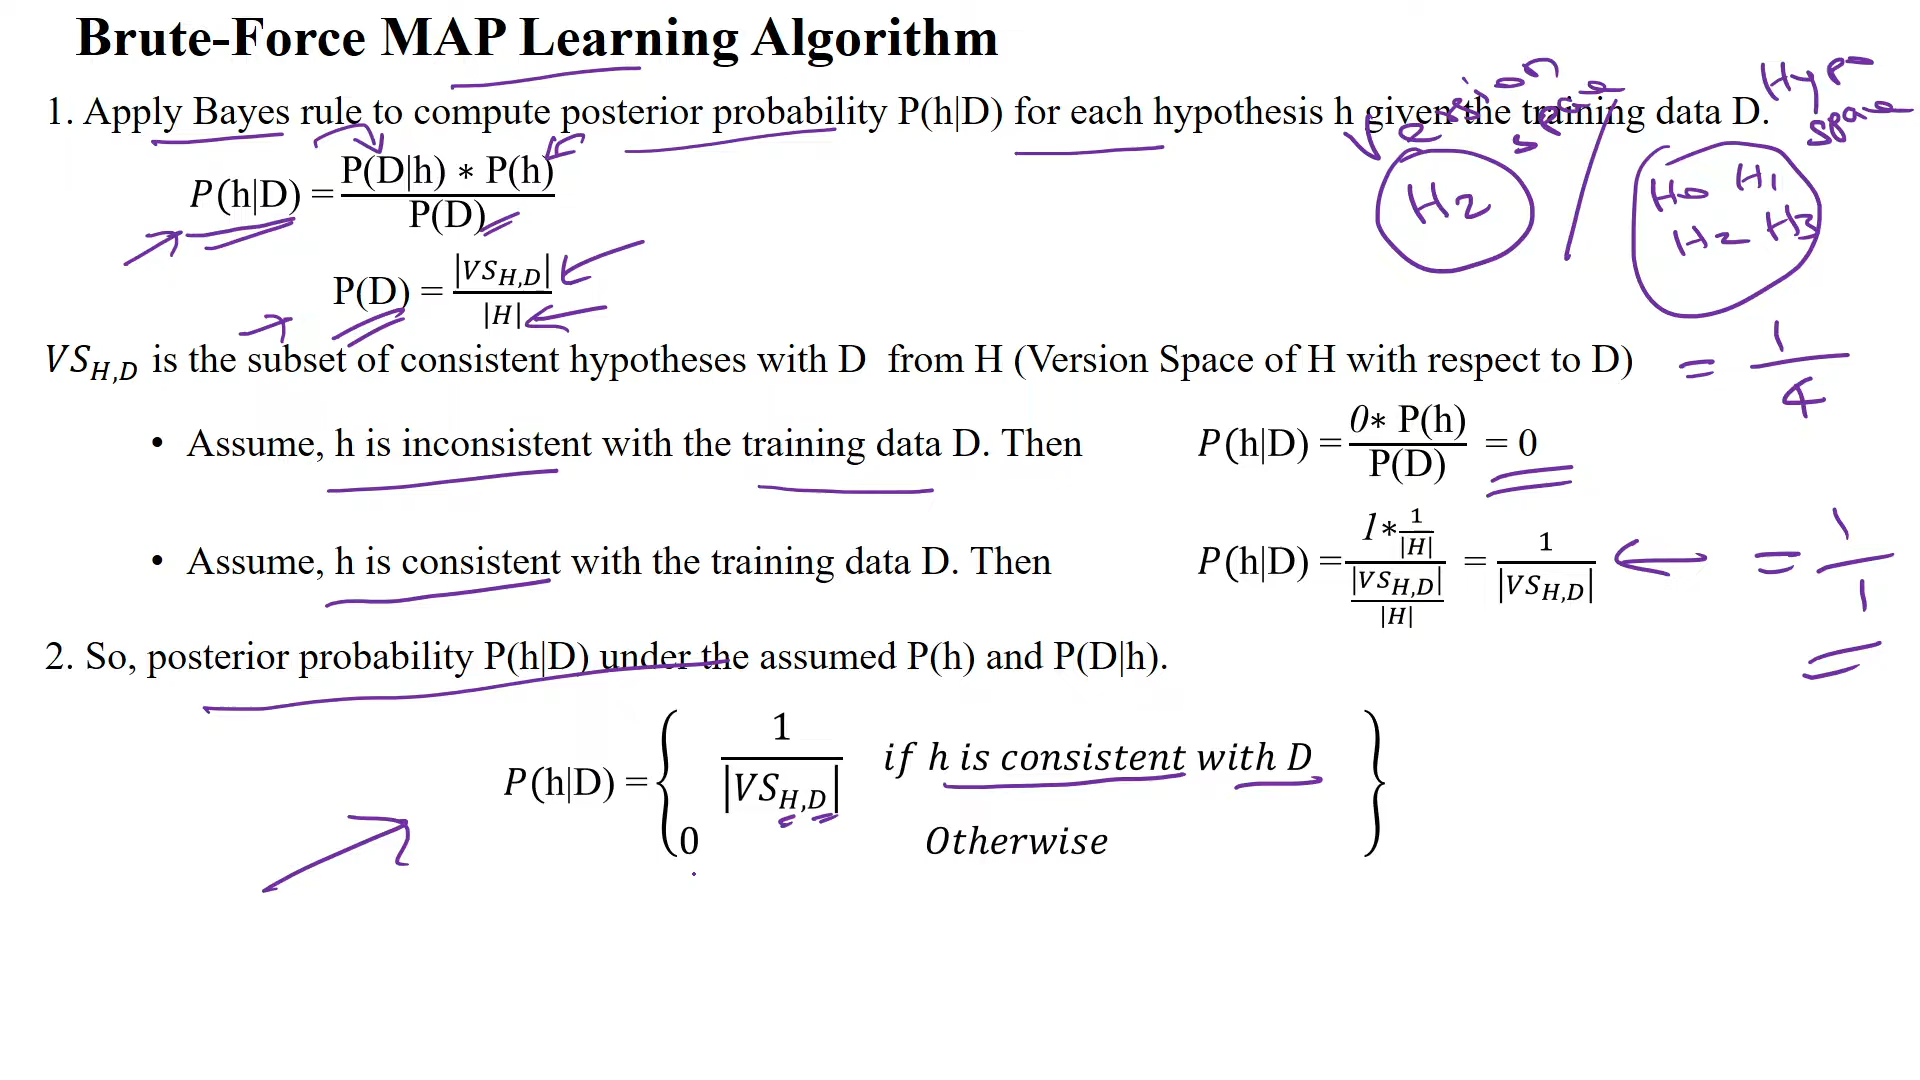 Brute-Force MAP Learning Algorithm
Version space
Hyp space
1. Apply Bayes rule to compute posterior probability P(h|D) for each hypothesis h given the training data D.
P(h|D) = P(D|h) * P(h) / P(D)
H2
H0 H1
H2 H3
P(D) = |VS_{H,D}| / |H|
VS_{H,D} is the subset of consistent hypotheses with D from H (Version Space of H with respect to D)
= 1/4
• Assume, h is inconsistent with the training data D. Then P(h|D) = 0* P(h) / P(D) = 0
• Assume, h is consistent with the training data D. Then P(h|D) = (1* 1/|H|) / (|VS_{H,D}| / |H|) = 1 / |VS_{H,D}|
= 1/1
2. So, posterior probability P(h|D) under the assumed P(h) and P(D|h).
P(h|D) = { 1 / |VS_{H,D}| if h is consistent with D
0 Otherwise }